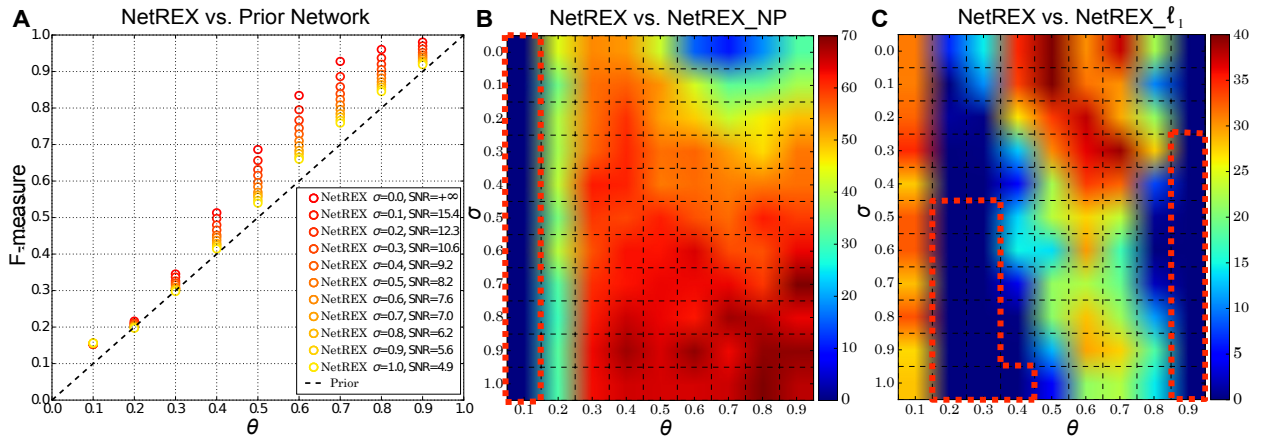 A
NetREX vs. Prior Network
F-measure
1.0
0.9
0.8
0.7
0.6
0.5
0.4
0.3
0.2
0.1
0.0
0.0 0.1 0.2 0.3 0.4 0.5 0.6 0.7 0.8 0.9 1.0
θ
NetREX σ=0.0, SNR=+∞
NetREX σ=0.1, SNR=15.4
NetREX σ=0.2, SNR=12.3
NetREX σ=0.3, SNR=10.6
NetREX σ=0.4, SNR=9.2
NetREX σ=0.5, SNR=8.2
NetREX σ=0.6, SNR=7.6
NetREX σ=0.7, SNR=7.0
NetREX σ=0.8, SNR=6.2
NetREX σ=0.9, SNR=5.6
NetREX σ=1.0, SNR=4.9
Prior
B
NetREX vs. NetREX_NP
σ
0.0
0.1
0.2
0.3
0.4
0.5
0.6
0.7
0.8
0.9
1.0
0.1 0.2 0.3 0.4 0.5 0.6 0.7 0.8 0.9
θ
70
60
50
40
30
20
10
0
C
NetREX vs. NetREX_ℓ₁
σ
0.0
0.1
0.2
0.3
0.4
0.5
0.6
0.7
0.8
0.9
1.0
0.1 0.2 0.3 0.4 0.5 0.6 0.7 0.8 0.9
θ
40
35
30
25
20
15
10
5
0